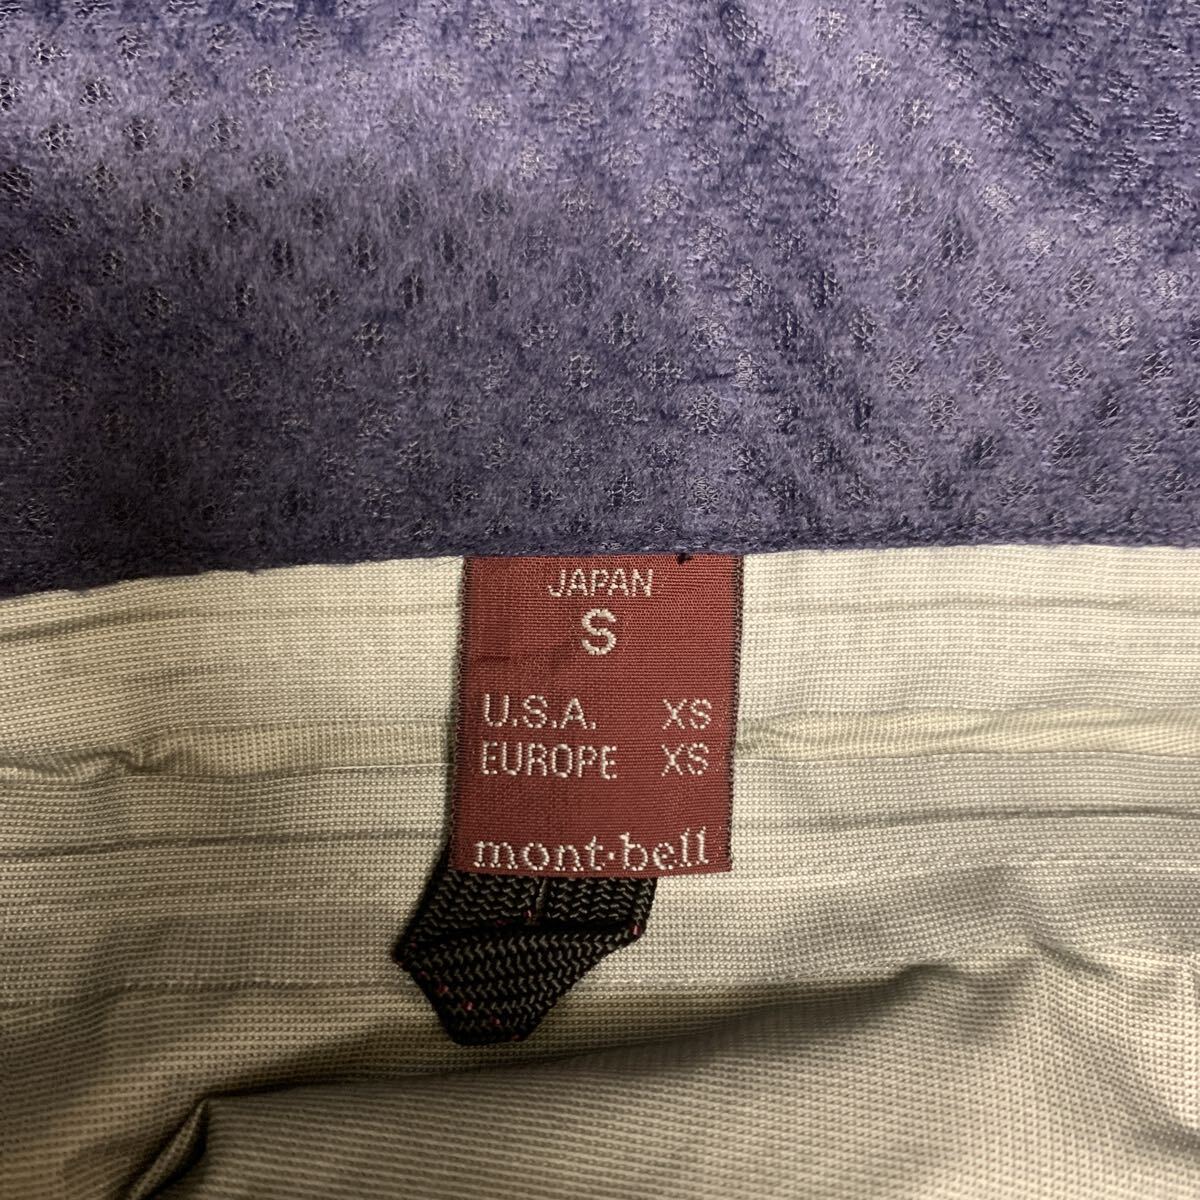 JAPAN
S
U.S.A. XS
EUROPE XS
mont·bell